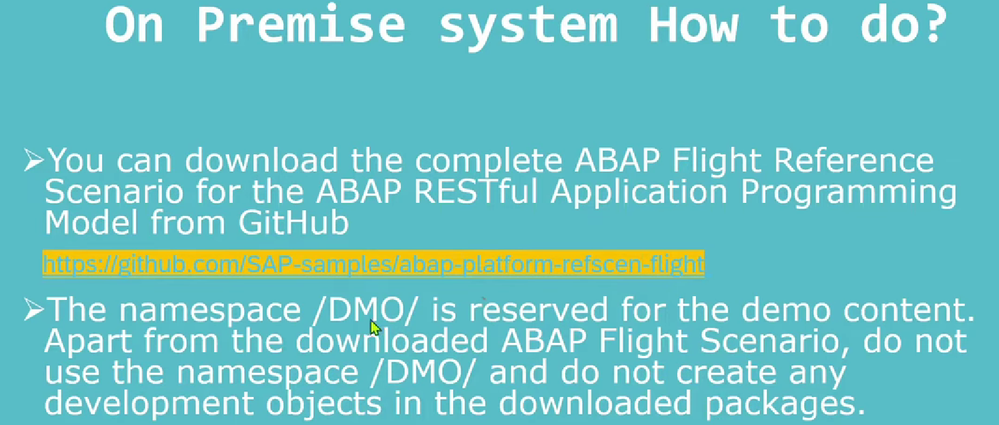 On Premise system How to do?
➢You can download the complete ABAP Flight Reference
Scenario for the ABAP RESTful Application Programming
Model from GitHub
https://github.com/SAP-samples/abap-platform-refscen-flight
➢The namespace /DMO/ is reserved for the demo content.
Apart from the downloaded ABAP Flight Scenario, do not
use the namespace /DMO/ and do not create any
development objects in the downloaded packages.